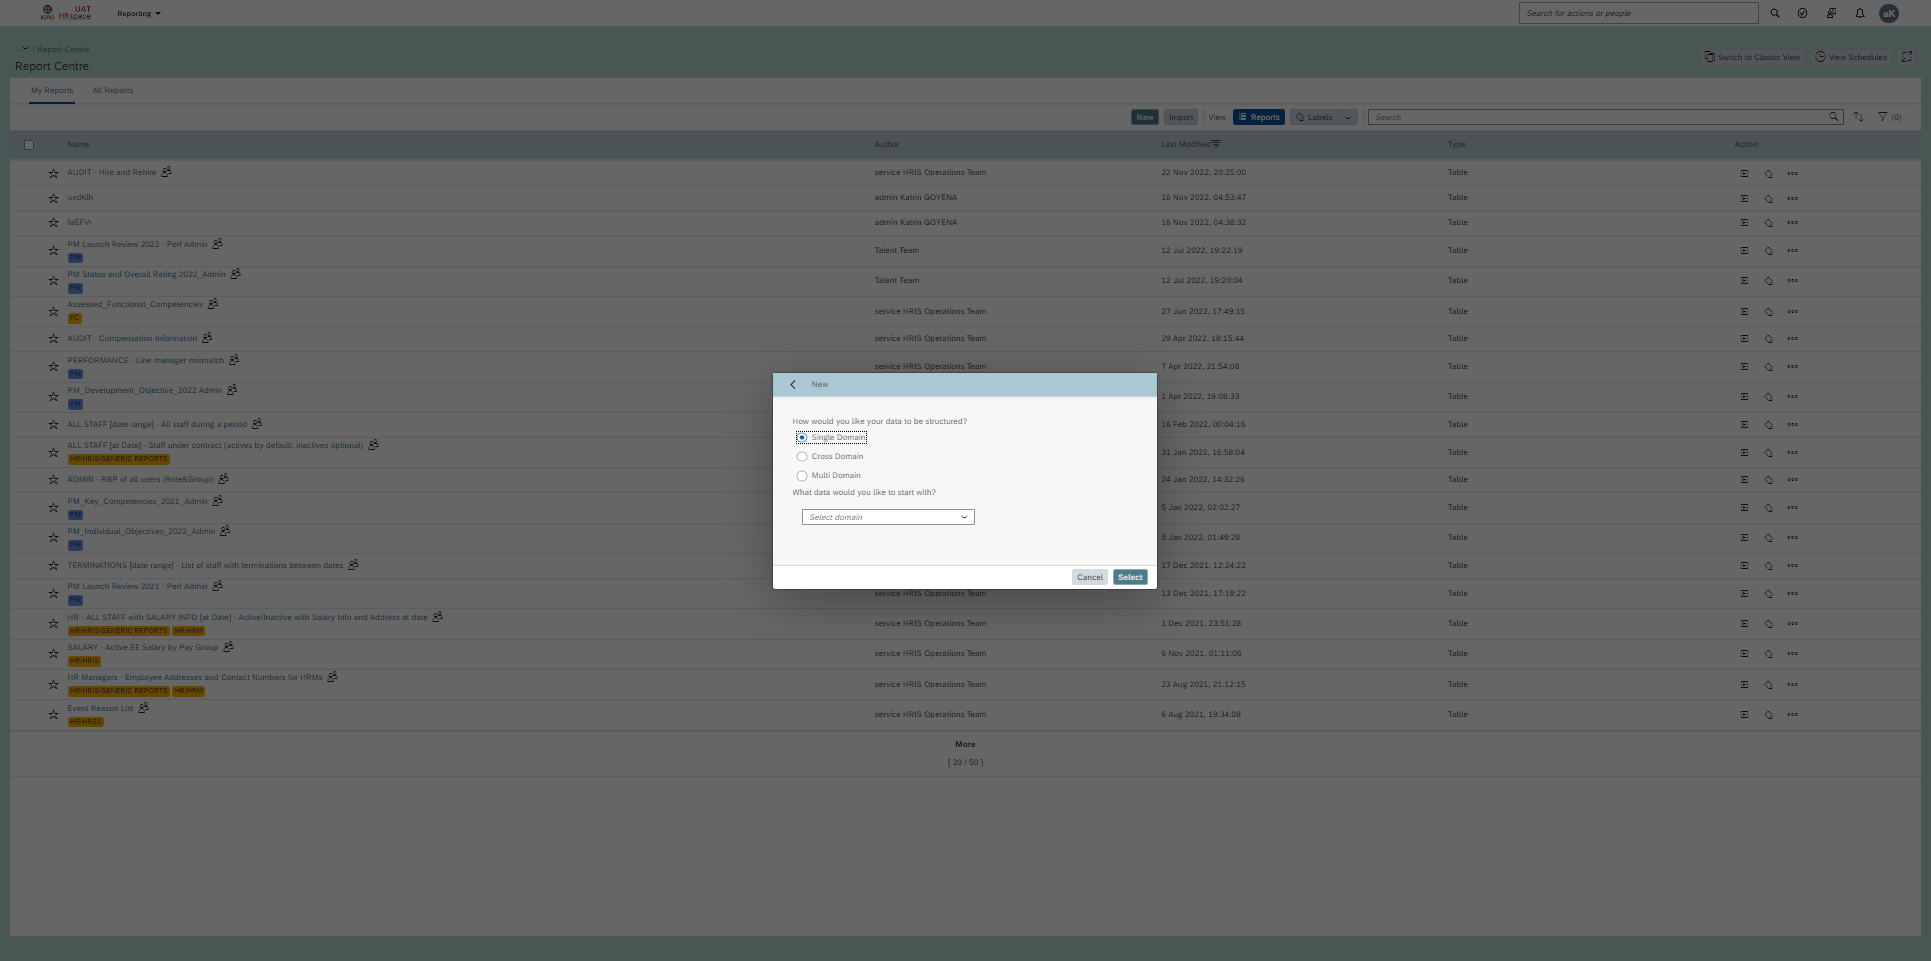 UAT
ICRC HRspace
Reporting
Search for actions or people
aK
... / Report Centre
Report Centre
Switch to Classic View
View Schedules
My Reports
All Reports
New
Import
View
Reports
Labels
Search
(0)
Name Author Last Modified Type Action
AUDIT - Hire and Rehire service HRIS Operations Team 22 Nov 2022, 20:25:00 Table
uxdKlh admin Katrin GOYENA 16 Nov 2022, 04:53:47 Table
faEFVr admin Katrin GOYENA 16 Nov 2022, 04:38:32 Table
PM Launch Review 2022 - Perf Admin Talent Team 12 Jul 2022, 19:22:19 Table
PM
PM Status and Overall Rating 2022_Admin Talent Team 12 Jul 2022, 19:20:04 Table
PM
Assessed_Functional_Competencies service HRIS Operations Team 27 Jun 2022, 17:49:15 Table
FC
AUDIT - Compensation Information service HRIS Operations Team 29 Apr 2022, 18:15:44 Table
PERFORMANCE - Line manager mismatch service HRIS Operations Team 7 Apr 2022, 21:54:08 Table
PM
PM_Development_Objective_2022 Admin 1 Apr 2022, 19:08:33 Table
PM
ALL STAFF [date range] - All staff during a period 16 Feb 2022, 00:04:16 Table
ALL STAFF [at Date] - Staff under contract (actives by default, inactives optional) 31 Jan 2022, 16:58:04 Table
HR/HRIS/GENERIC REPORTS
ADMIN - RBP of all users (Role&Group) 24 Jan 2022, 14:32:26 Table
PM_Key_Competencies_2021_Admin 5 Jan 2022, 02:02:27 Table
PM
PM_Individual_Objectives_2022_Admin 5 Jan 2022, 01:49:28 Table
PM
TERMINATIONS [date range] - List of staff with terminations between dates 17 Dec 2021, 12:24:22 Table
PM Launch Review 2021 - Perf Admin service HRIS Operations Team 13 Dec 2021, 17:19:22 Table
PM
HR - ALL STAFF with SALARY INFO [at Date] - Active/Inactive with Salary Info and Address at date service HRIS Operations Team 1 Dec 2021, 23:51:28 Table
HR/HRIS/GENERIC REPORTS HR/HRM
SALARY - Active EE Salary by Pay Group service HRIS Operations Team 6 Nov 2021, 01:11:06 Table
HR/HRIS
HR Managers - Employee Addresses and Contact Numbers for HRMs service HRIS Operations Team 23 Aug 2021, 21:12:15 Table
HR/HRIS/GENERIC REPORTS HR/HRM
Event Reason List service HRIS Operations Team 6 Aug 2021, 19:34:08 Table
HR/HRSS
More
[ 20 / 50 ]
New
How would you like your data to be structured?
Single Domain
Cross Domain
Multi Domain
What data would you like to start with?
Select domain
Cancel
Select